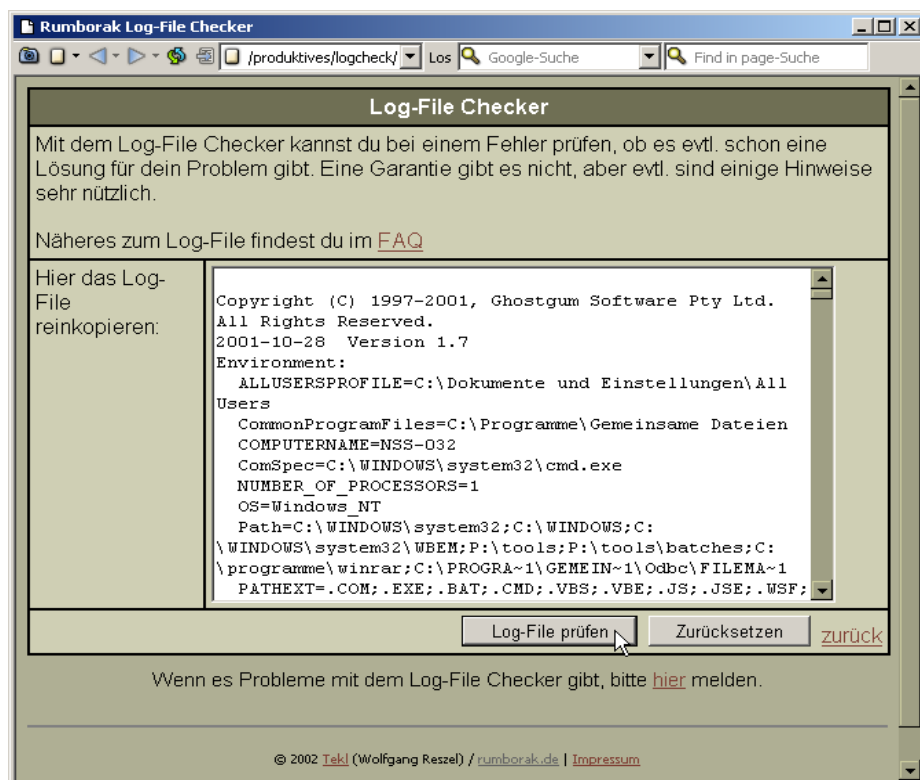 Rumborak Log-File Checker
/produktives/logcheck/ Los Google-Suche Find in page-Suche
Log-File Checker
Mit dem Log-File Checker kannst du bei einem Fehler prüfen, ob es evtl. schon eine
Lösung für dein Problem gibt. Eine Garantie gibt es nicht, aber evtl. sind einige Hinweise
sehr nützlich.
Näheres zum Log-File findest du im FAQ
Hier das Log-
File
reinkopieren:
Copyright (C) 1997-2001, Ghostgum Software Pty Ltd.
All Rights Reserved.
2001-10-28 Version 1.7
Environment:
ALLUSERSPROFILE=C:\Dokumente und Einstellungen\All
Users
CommonProgramFiles=C:\Programme\Gemeinsame Dateien
COMPUTERNAME=NSS-032
ComSpec=C:\WINDOWS\system32\cmd.exe
NUMBER_OF_PROCESSORS=1
OS=Windows_NT
Path=C:\WINDOWS\system32;C:\WINDOWS;C:
\WINDOWS\system32\WBEM;P:\tools;P:\tools\batches;C:
\programme\winrar;C:\PROGRA~1\GEMEIN~1\Odbc\FILEMA~1
PATHEXT=.COM;.EXE;.BAT;.CMD;.VBS;.VBE;.JS;.JSE;.WSF;
Log-File prüfen Zurücksetzen zurück
Wenn es Probleme mit dem Log-File Checker gibt, bitte hier melden.
© 2002 Tekl (Wolfgang Reszel) / rumborak.de | Impressum